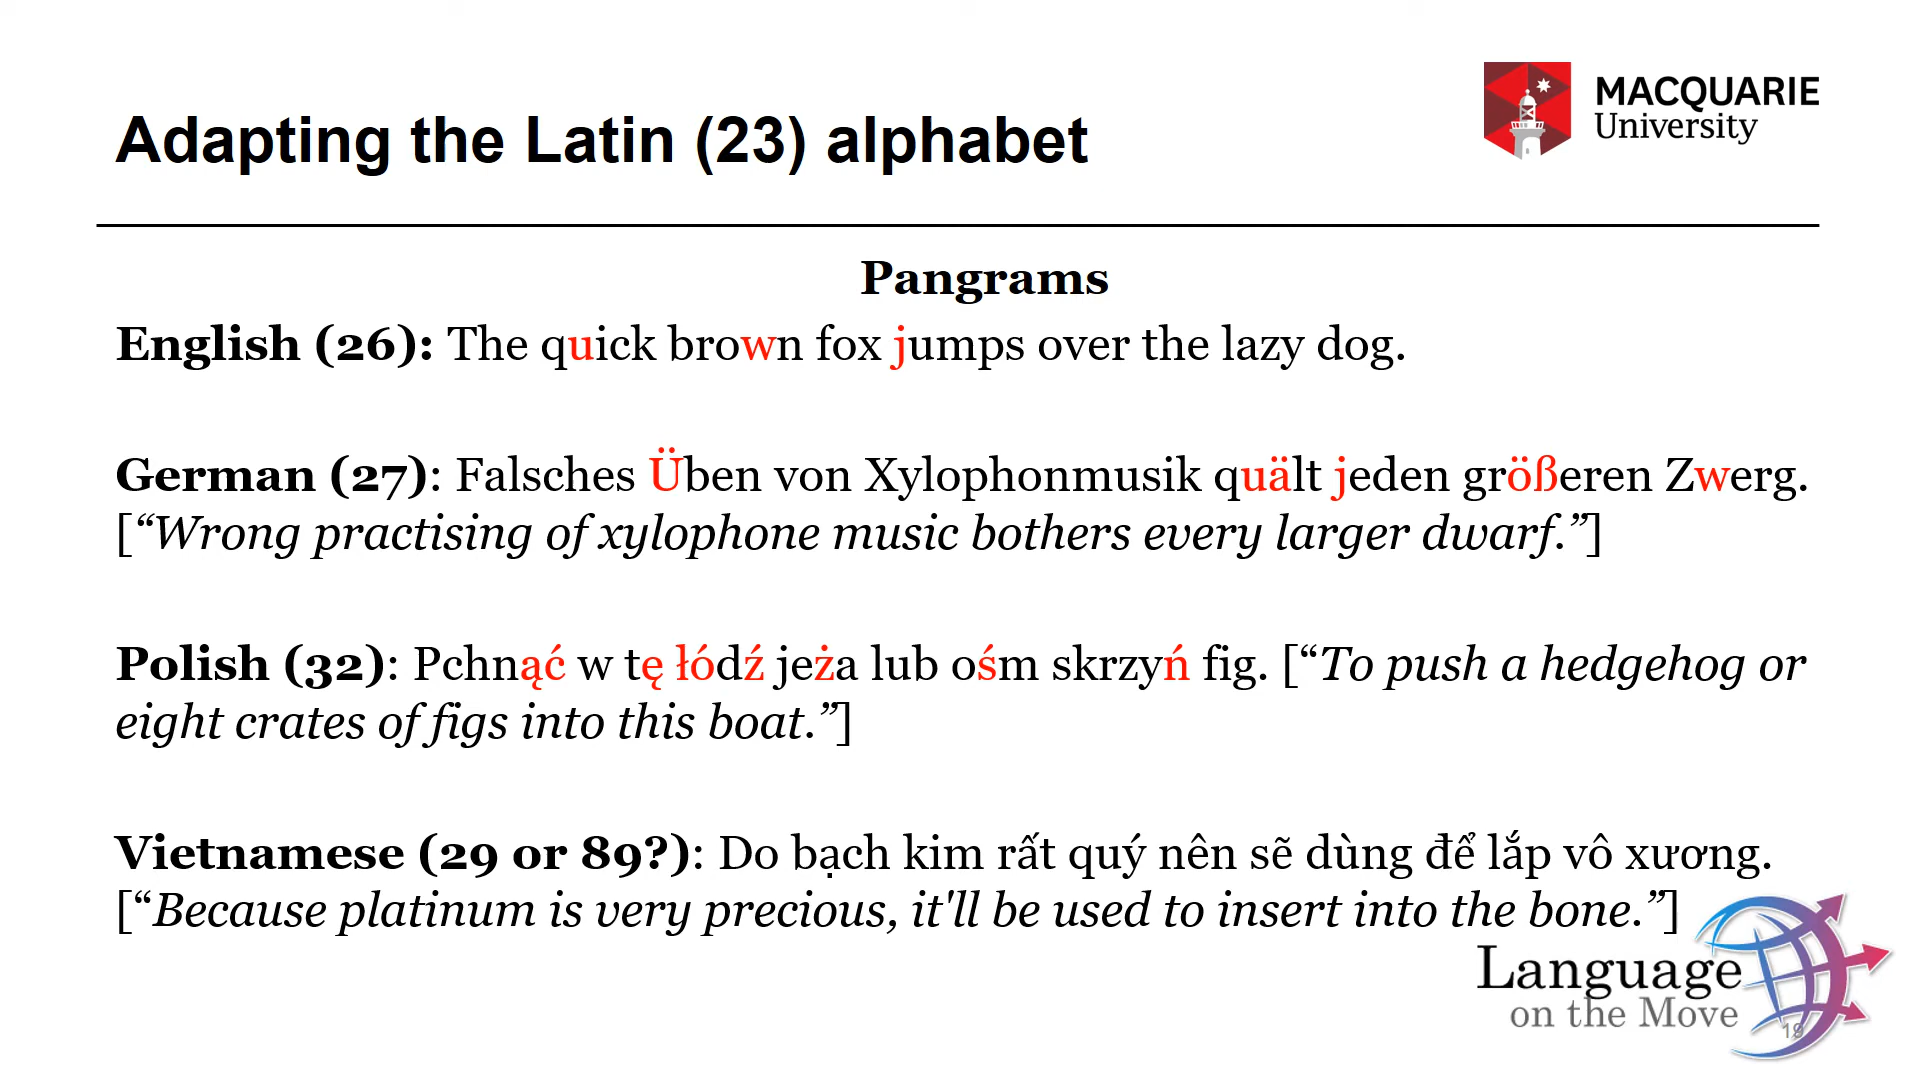 Adapting the Latin (23) alphabet
MACQUARIE
University
Pangrams
English (26): The quick brown fox jumps over the lazy dog.
German (27): Falsches Üben von Xylophonmusik quält jeden größeren Zwerg.
[“Wrong practising of xylophone music bothers every larger dwarf.”]
Polish (32): Pchnąć w tę łódź jeża lub ośm skrzyń fig. [“To push a hedgehog or
eight crates of figs into this boat.”]
Vietnamese (29 or 89?): Do bạch kim rất quý nên sẽ dùng để lắp vô xương.
[“Because platinum is very precious, it'll be used to insert into the bone.”]
Language
on the Move
19